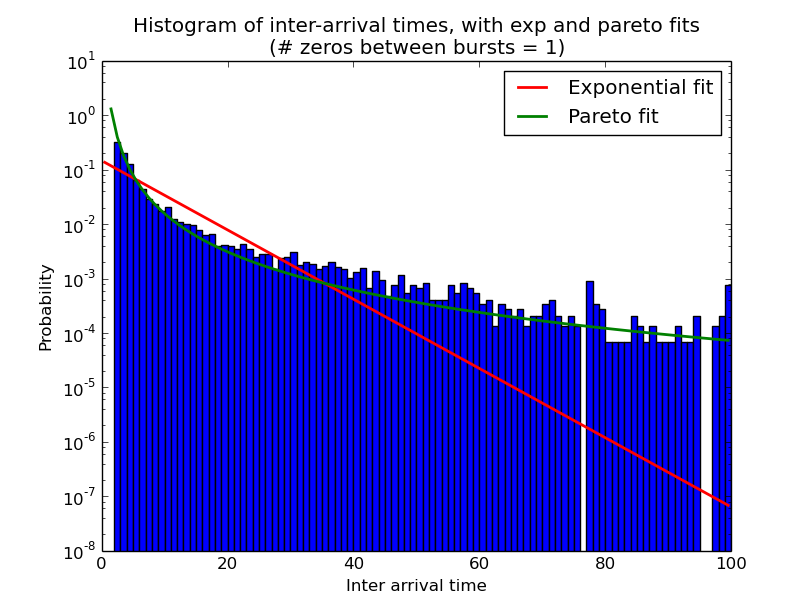 Histogram of inter-arrival times, with exp and pareto fits
(# zeros between bursts = 1)
Exponential fit
Pareto fit
Probability
10^1
10^0
10^-1
10^-2
10^-3
10^-4
10^-5
10^-6
10^-7
10^-8
0 20 40 60 80 100
Inter arrival time